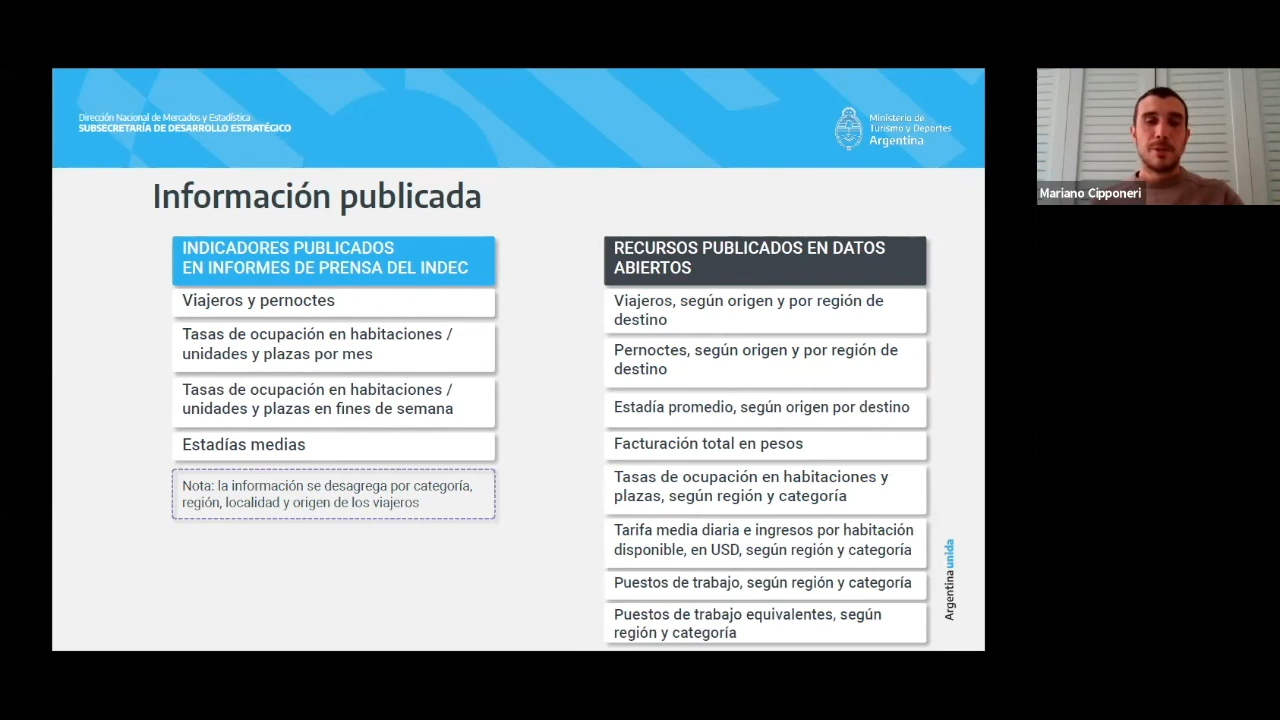 Dirección Nacional de Mercados y Estadística
SUBSECRETARÍA DE DESARROLLO ESTRATÉGICO
Ministerio de
Turismo y Deportes
Argentina
Mariano Cipponeri
Información publicada
INDICADORES PUBLICADOS
EN INFORMES DE PRENSA DEL INDEC
Viajeros y pernoctes
Tasas de ocupación en habitaciones /
unidades y plazas por mes
Tasas de ocupación en habitaciones /
unidades y plazas en fines de semana
Estadías medias
Nota: la información se desagrega por categoría,
región, localidad y origen de los viajeros
RECURSOS PUBLICADOS EN DATOS
ABIERTOS
Viajeros, según origen y por región de
destino
Pernoctes, según origen y por región de
destino
Estadía promedio, según origen por destino
Facturación total en pesos
Tasas de ocupación en habitaciones y
plazas, según región y categoría
Tarifa media diaria e ingresos por habitación
disponible, en USD, según región y categoría
Puestos de trabajo, según región y categoría
Puestos de trabajo equivalentes, según
región y categoría
Argentina unida